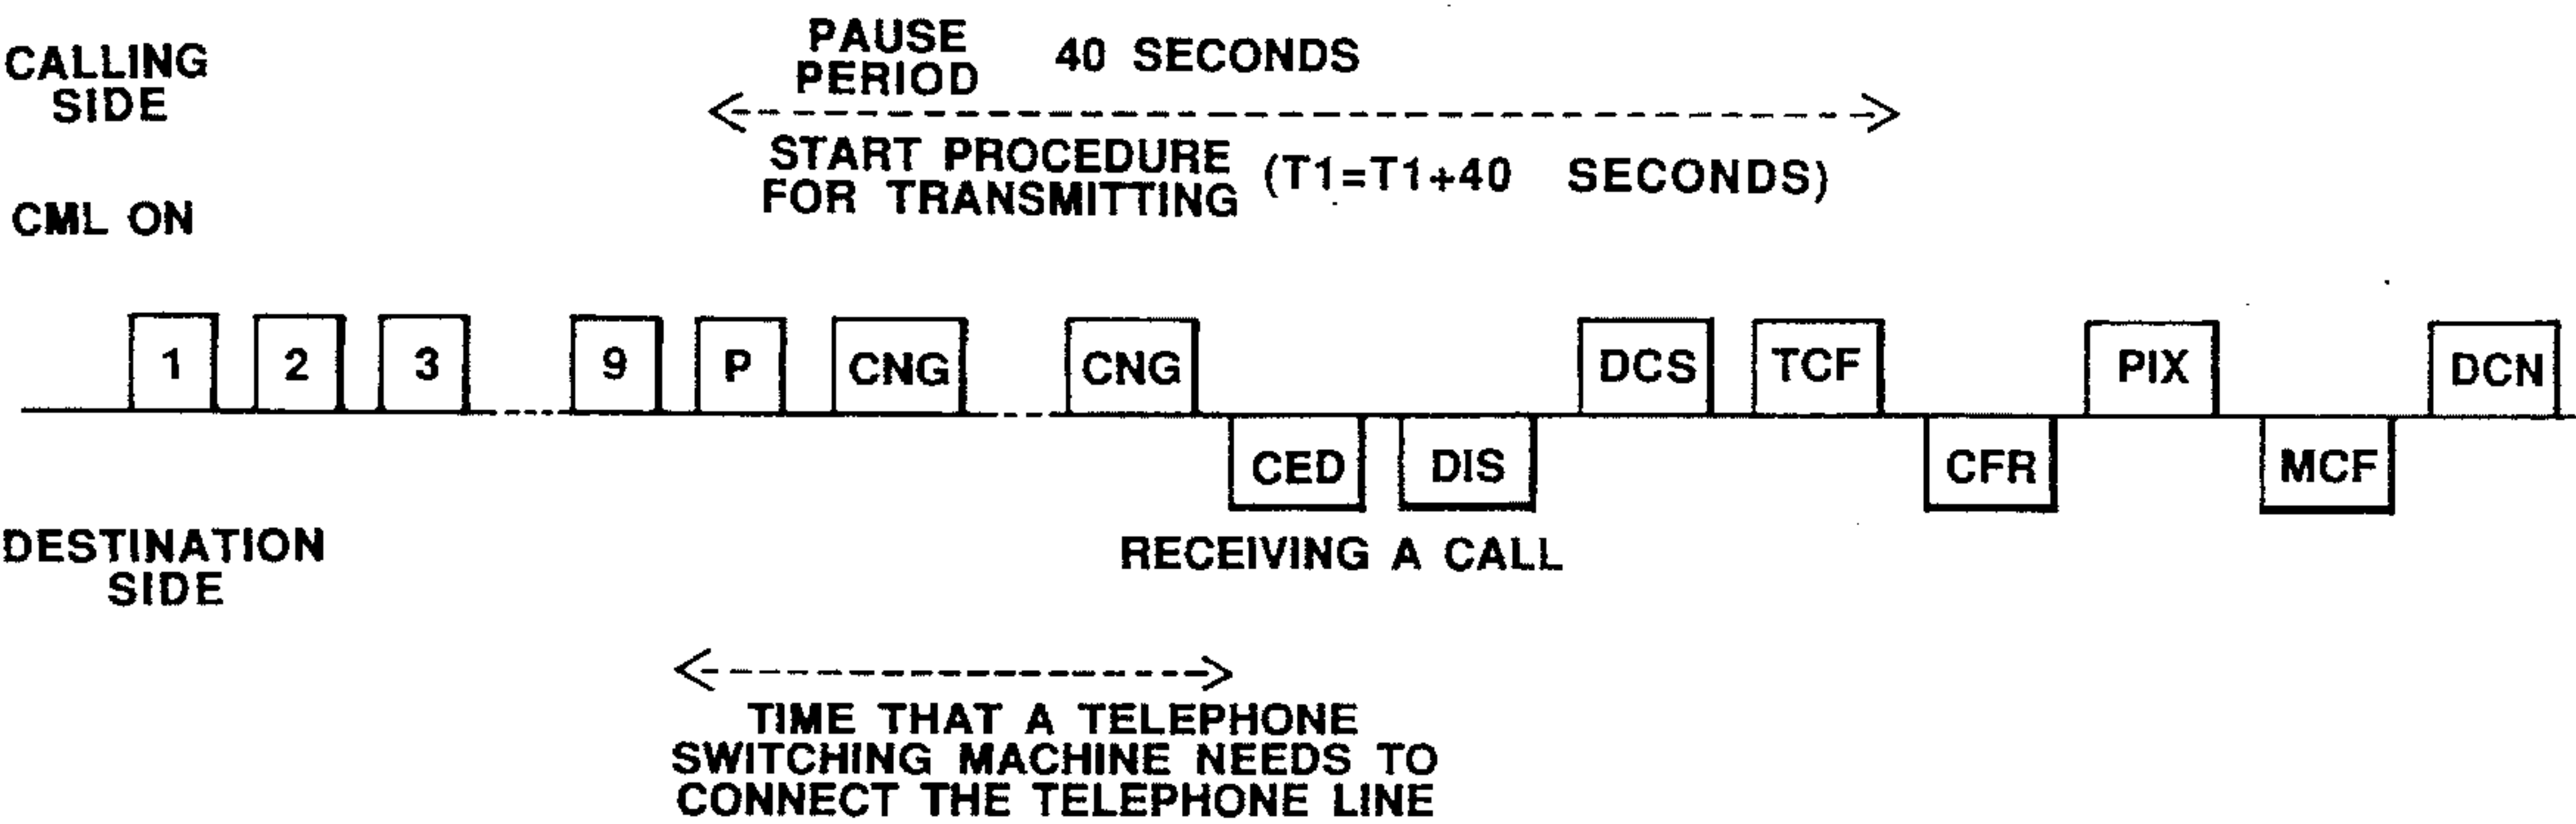 CALLING
SIDE
PAUSE
PERIOD
40 SECONDS
START PROCEDURE
FOR TRANSMITTING
(T1=T1+40 SECONDS)
CML ON
1 2 3 9 P CNG CNG DCS TCF PIX DCN
CED DIS CFR MCF
DESTINATION
SIDE
RECEIVING A CALL
TIME THAT A TELEPHONE
SWITCHING MACHINE NEEDS TO
CONNECT THE TELEPHONE LINE